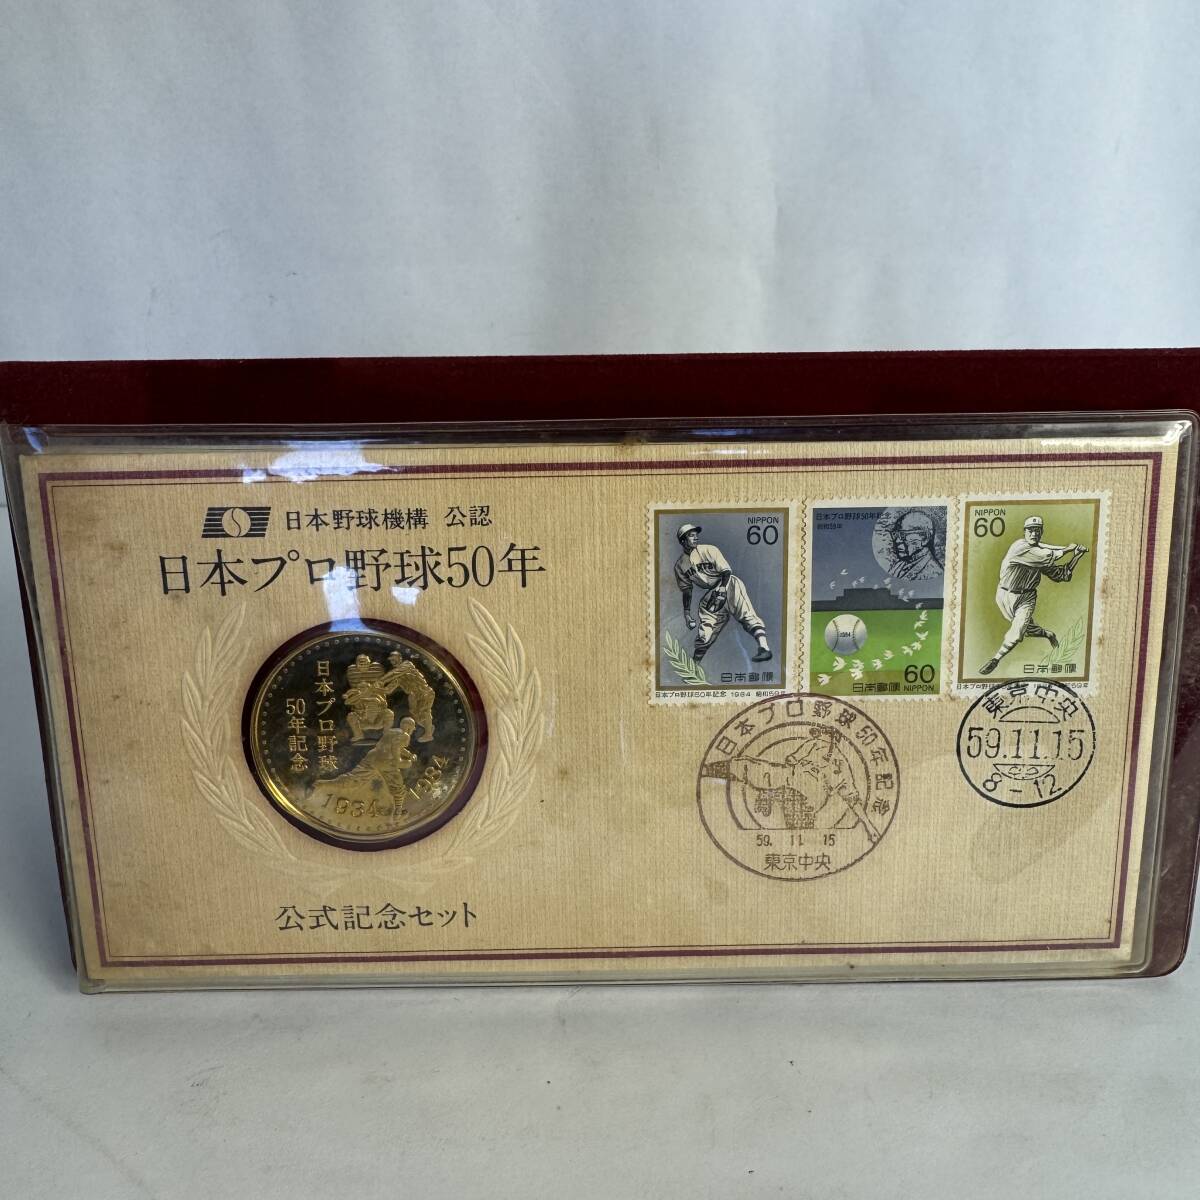 日本野球機構 公認
日本プロ野球50年
日本プロ野球
50年記念
1934
1984
公式記念セット
NIPPON
60
GIANTS
日本郵便
日本プロ野球50年記念 1984 昭和59年
日本プロ野球50年記念
昭和59年
1984
60
日本郵便 NIPPON
NIPPON
60
日本郵便
日本プロ野球50年記念
59. 11. 15
東京中央
東京中央
59.11.15
8-12